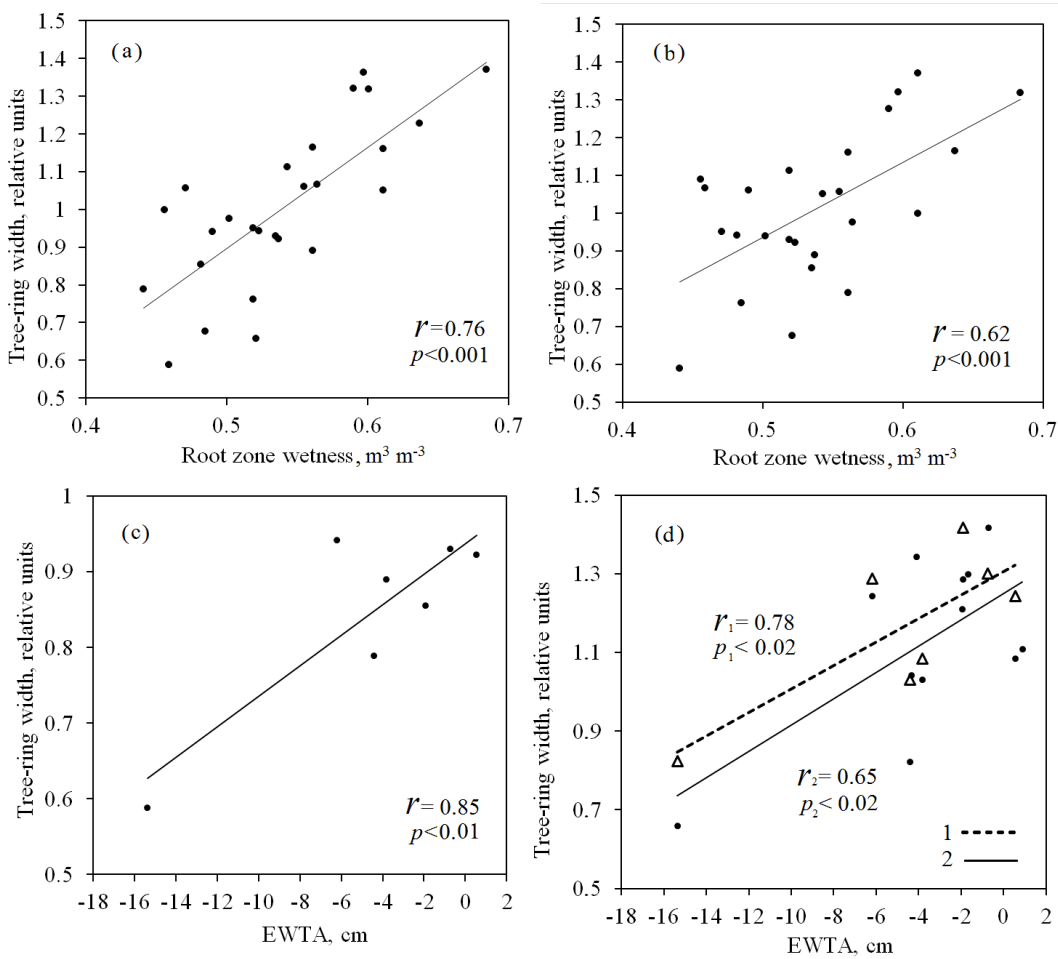 (a)
Tree-ring width, relative units
1.5
1.4
1.3
1.2
1.1
1
0.9
0.8
0.7
0.6
0.5
r=0.76
p<0.001
0.4 0.5 0.6 0.7
Root zone wetness, m³ m⁻³
(b)
Tree-ring width, relative units
1.5
1.4
1.3
1.2
1.1
1
0.9
0.8
0.7
0.6
0.5
r = 0.62
p<0.001
0.4 0.5 0.6 0.7
Root zone wetness, m³ m⁻³
(c)
Tree-ring width, relative units
1
0.9
0.8
0.7
0.6
0.5
r= 0.85
p<0.01
-18 -16 -14 -12 -10 -8 -6 -4 -2 0 2
EWTA, cm
(d)
Tree-ring width, relative units
1.5
1.3
1.1
0.9
0.7
0.5
r₁= 0.78
p₁< 0.02
r₂= 0.65
p₂< 0.02
1
2
-18 -16 -14 -12 -10 -8 -6 -4 -2 0 2
EWTA, cm